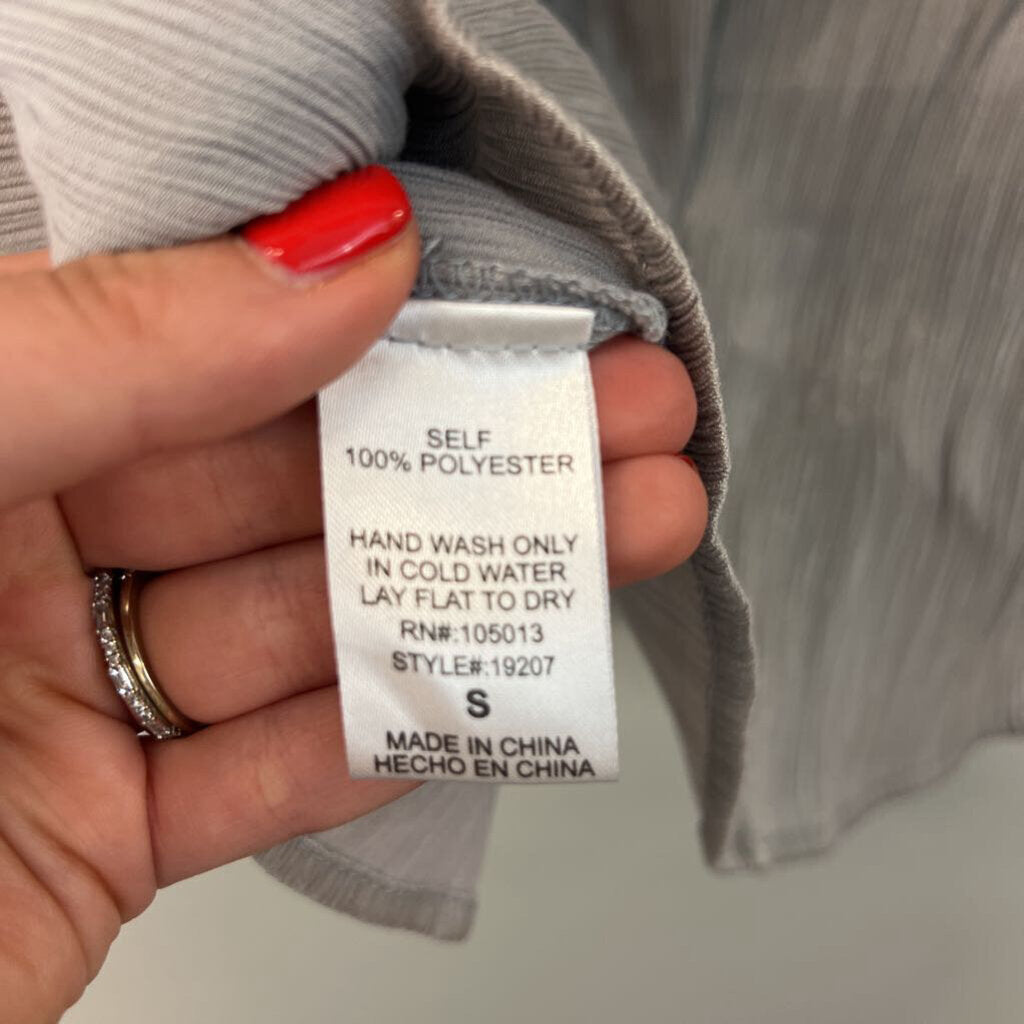 SELF
100% POLYESTER
HAND WASH ONLY
IN COLD WATER
LAY FLAT TO DRY
RN#:105013
STYLE#:19207
S
MADE IN CHINA
HECHO EN CHINA